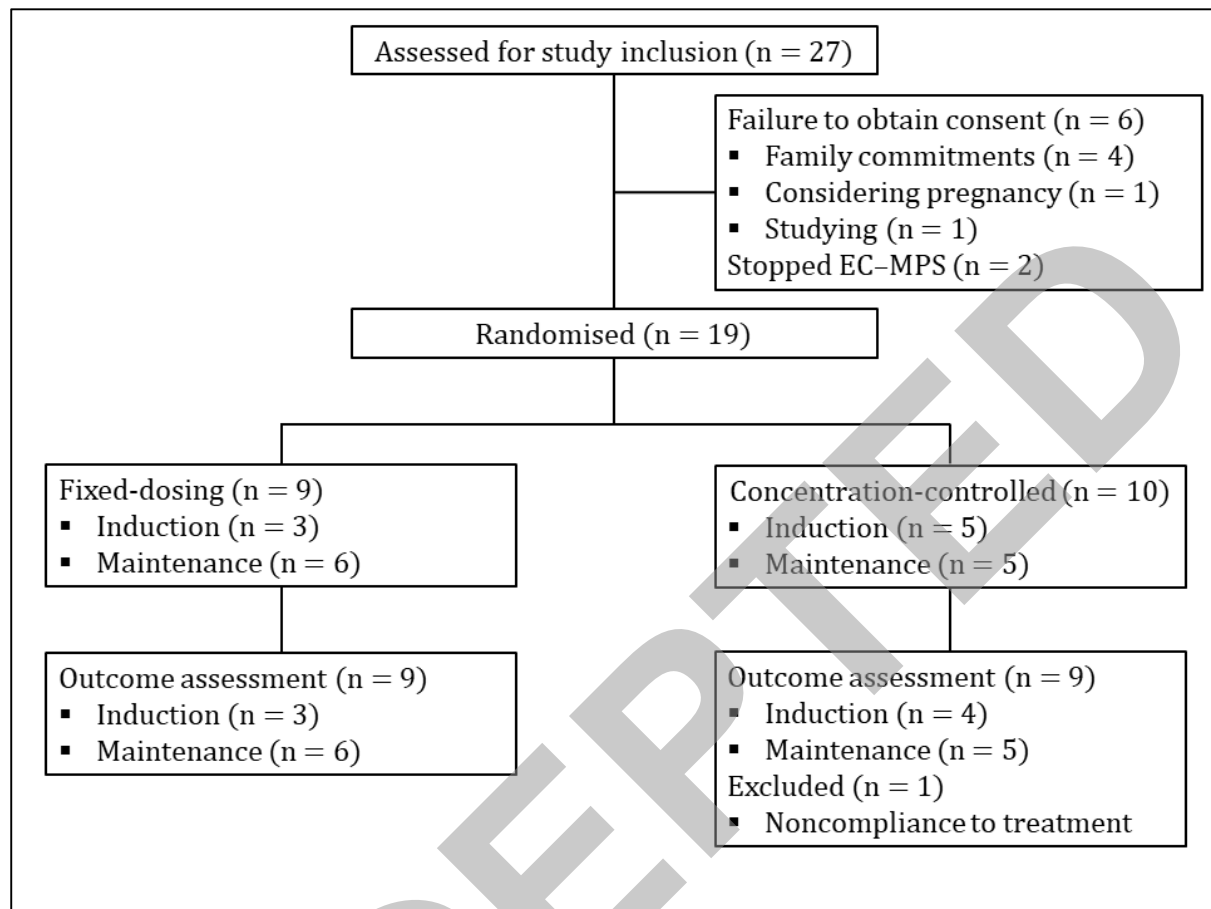 Assessed for study inclusion (n = 27)
Failure to obtain consent (n = 6)
▪ Family commitments (n = 4)
▪ Considering pregnancy (n = 1)
▪ Studying (n = 1)
Stopped EC–MPS (n = 2)
Randomised (n = 19)
Fixed-dosing (n = 9)
▪ Induction (n = 3)
▪ Maintenance (n = 6)
Concentration-controlled (n = 10)
▪ Induction (n = 5)
▪ Maintenance (n = 5)
Outcome assessment (n = 9)
▪ Induction (n = 3)
▪ Maintenance (n = 6)
Outcome assessment (n = 9)
▪ Induction (n = 4)
▪ Maintenance (n = 5)
Excluded (n = 1)
▪ Noncompliance to treatment
EPTED